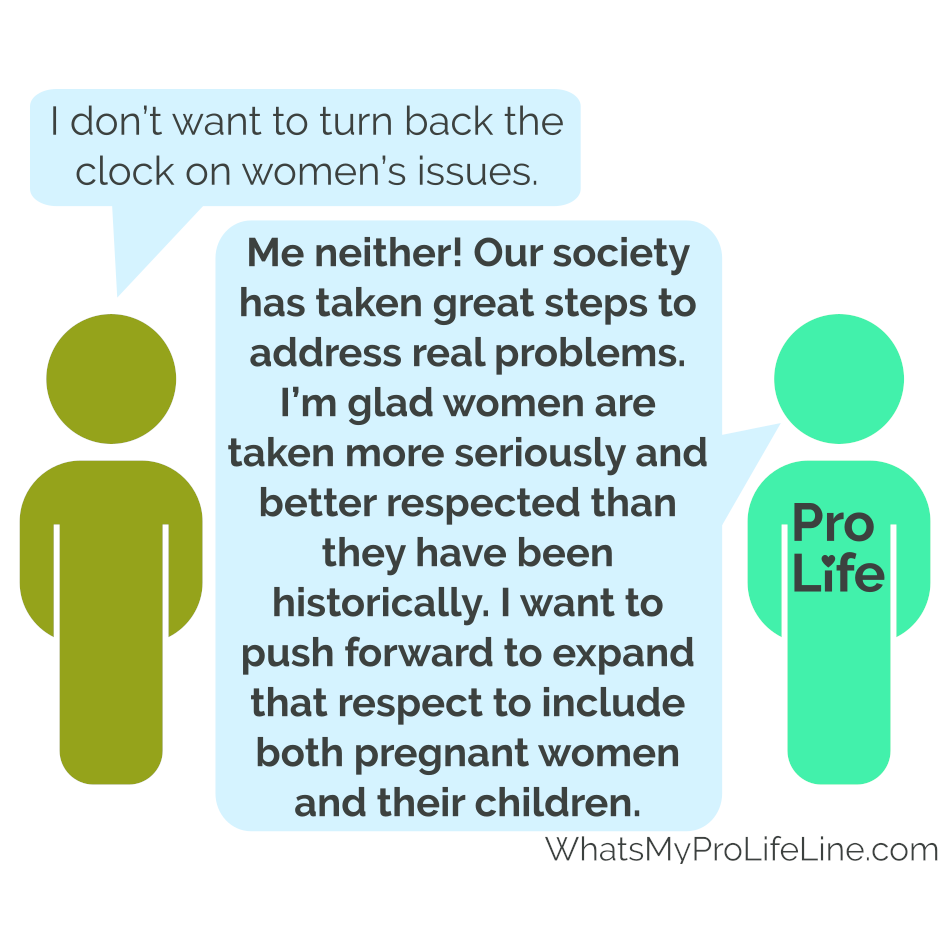 I don’t want to turn back the
clock on women’s issues.
Me neither! Our society
has taken great steps to
address real problems.
I’m glad women are
taken more seriously and
better respected than
they have been
historically. I want to
push forward to expand
that respect to include
both pregnant women
and their children.
Pro
Life
WhatsMyProLifeLine.com